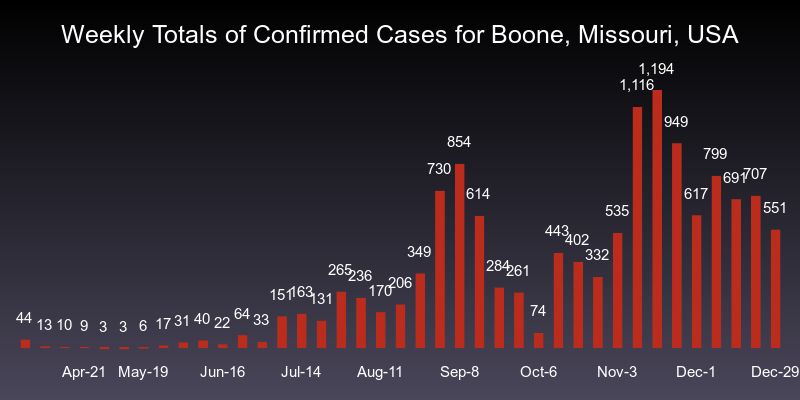 Weekly Totals of Confirmed Cases for Boone, Missouri, USA
44 13 10 9 3 3 6 17 31 40 22 64 33 151 163 131 265 236 170 206 349 730 854 614 284 261 74 443 402 332 535 1,116 1,194 949 617 799 691 707 551
Apr-21 May-19 Jun-16 Jul-14 Aug-11 Sep-8 Oct-6 Nov-3 Dec-1 Dec-29